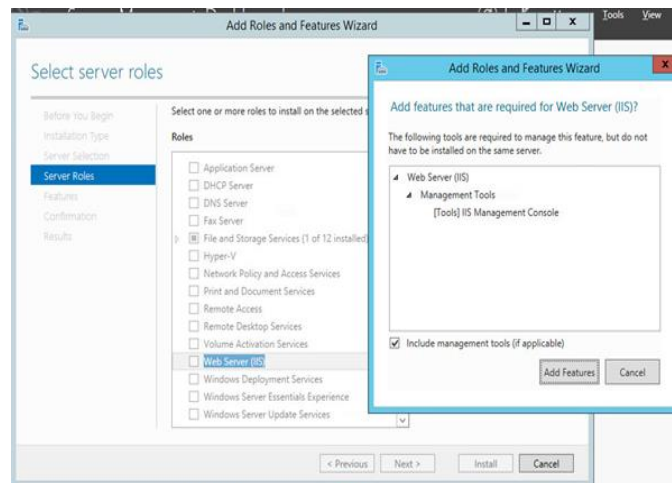 Tools View
Add Roles and Features Wizard
Select server roles
Before You Begin
Installation Type
Server Selection
Server Roles
Features
Confirmation
Results
Select one or more roles to install on the selected s
Roles
Application Server
DHCP Server
DNS Server
Fax Server
File and Storage Services (1 of 12 installed)
Hyper-V
Network Policy and Access Services
Print and Document Services
Remote Access
Remote Desktop Services
Volume Activation Services
Web Server (IIS)
Windows Deployment Services
Windows Server Essentials Experience
Windows Server Update Services
< Previous Next > Install Cancel
Add Roles and Features Wizard
x
Add features that are required for Web Server (IIS)?
The following tools are required to manage this feature, but do not
have to be installed on the same server.
Web Server (IIS)
Management Tools
[Tools] IIS Management Console
Include management tools (if applicable)
Add Features Cancel